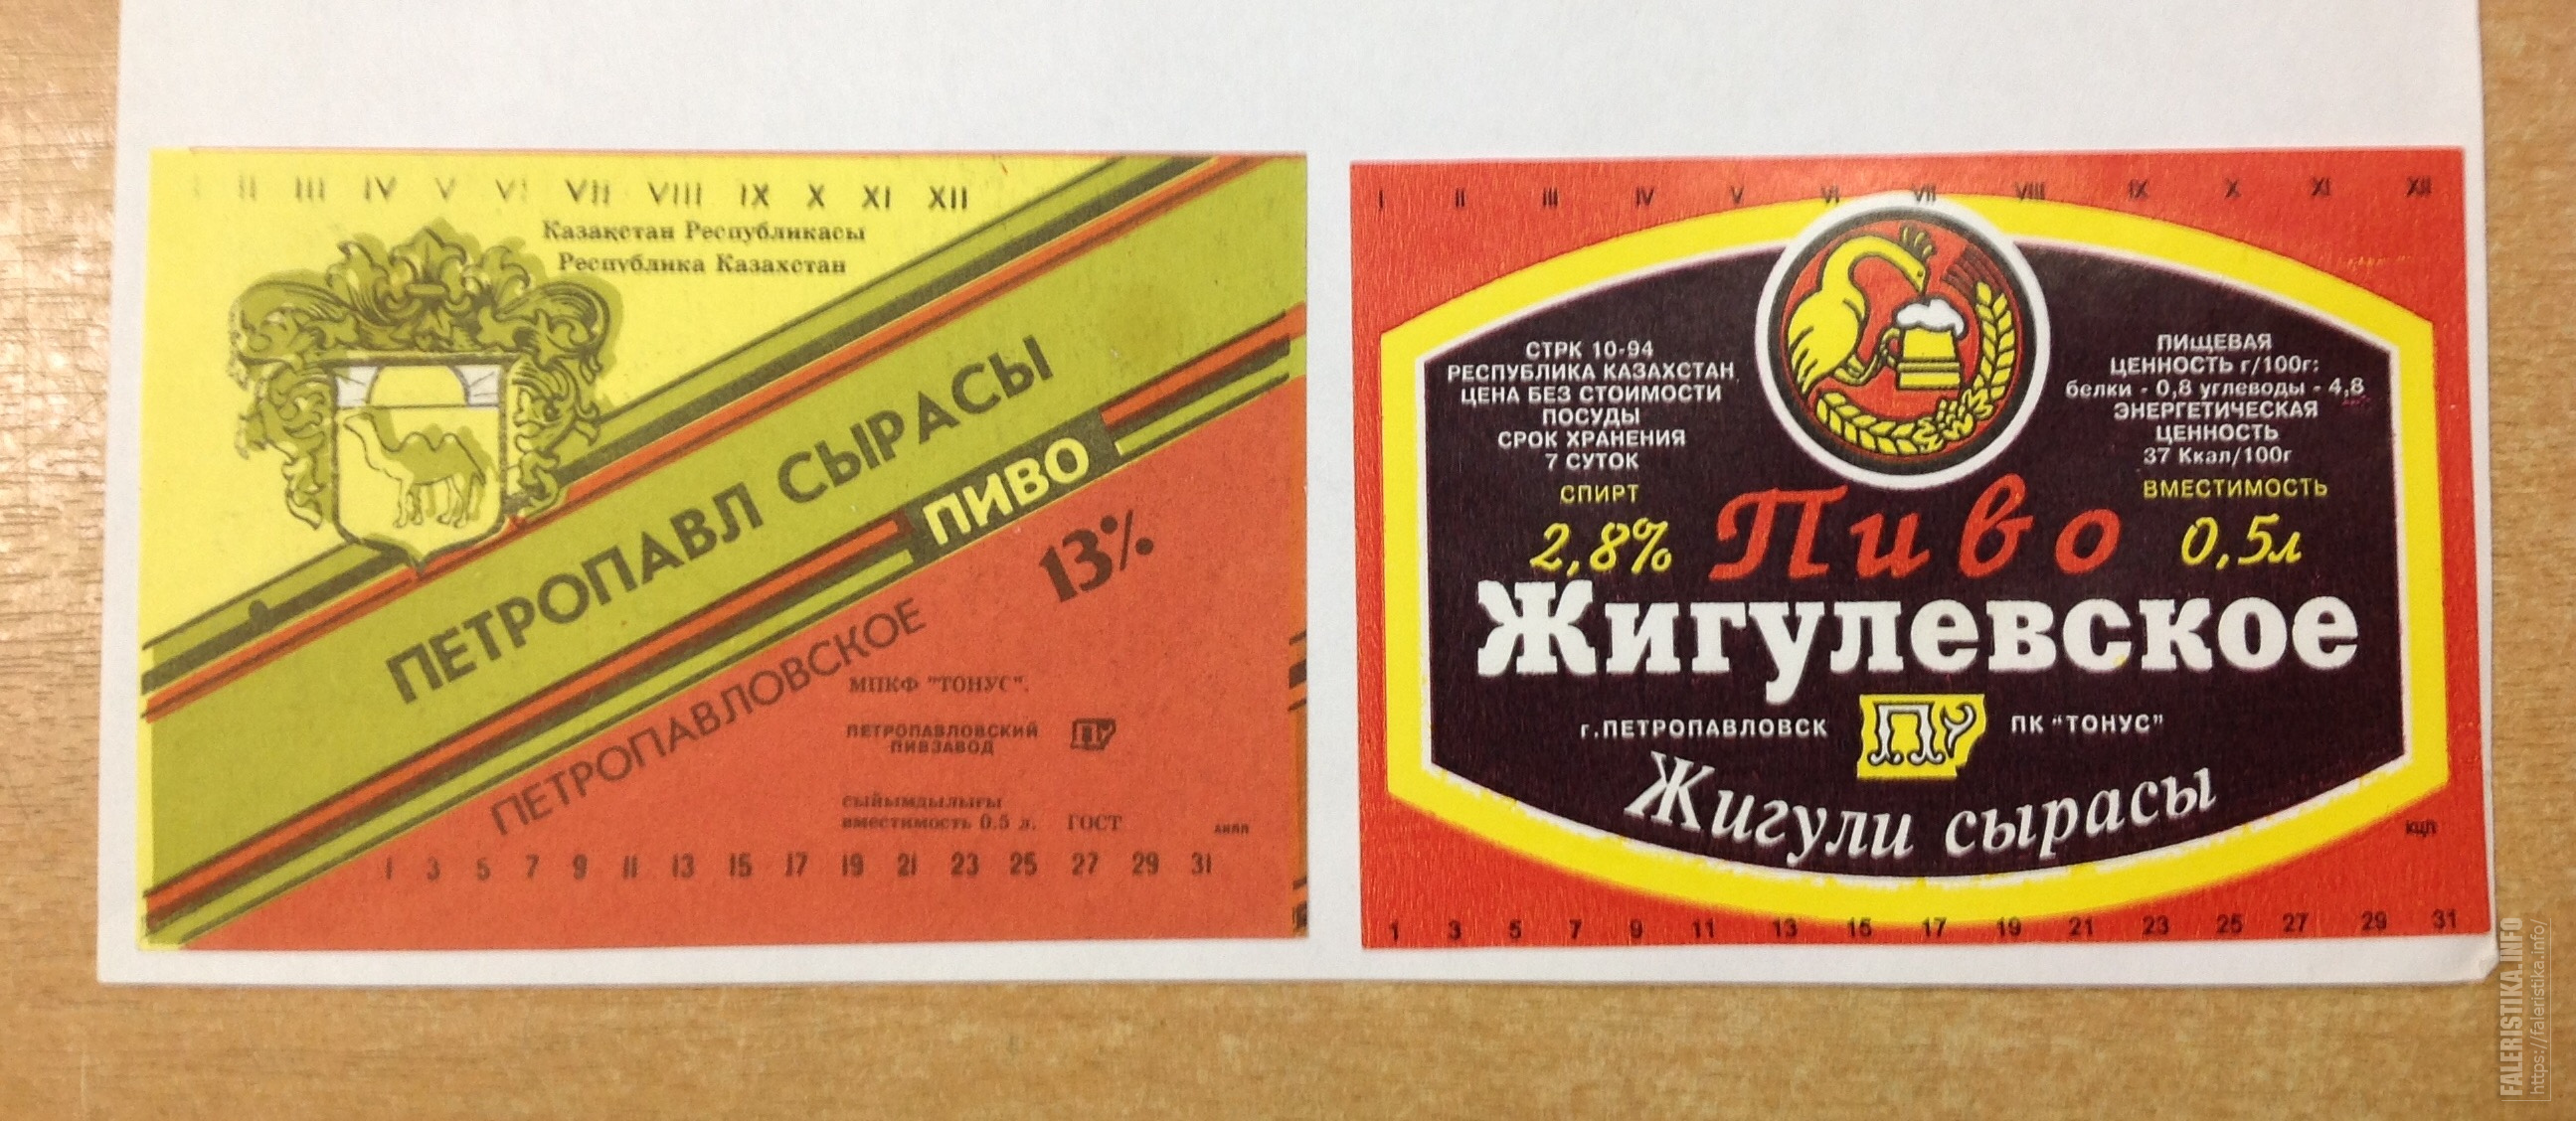 I II III IV V VI VII VIII IX X XI XII
Казақстан Республикасы
Республика Казахстан
ПЕТРОПАВЛ СЫРАСЫ
ПИВО
13%
ПЕТРОПАВЛОВСКОЕ
МПКФ "ТОНУС".
ПЕТРОПАВЛОВСКИЙ
ПИВЗАВОД
ПУ
сыйымдылығы
вместимость 0.5 л. ГОСТ
1 3 5 7 9 11 13 15 17 19 21 23 25 27 29 31
I II III IV V VI VII VIII IX X XI XII
СТРК 10-94
РЕСПУБЛИКА КАЗАХСТАН
ЦЕНА БЕЗ СТОИМОСТИ
ПОСУДЫ
СРОК ХРАНЕНИЯ
7 СУТОК
СПИРТ
2,8%
ПИЩЕВАЯ
ЦЕННОСТЬ г/100г:
белки - 0,8 углеводы - 4,8
ЭНЕРГЕТИЧЕСКАЯ
ЦЕННОСТЬ
37 Ккал/100г
ВМЕСТИМОСТЬ
0,5л
Пиво
Жигулевское
г.ПЕТРОПАВЛОВСК ПУ ПК "ТОНУС"
Жигули сырасы
КЦП
1 3 5 7 9 11 13 15 17 19 21 23 25 27 29 31
FALERISTIKA.INFO
https://faleristika.info/